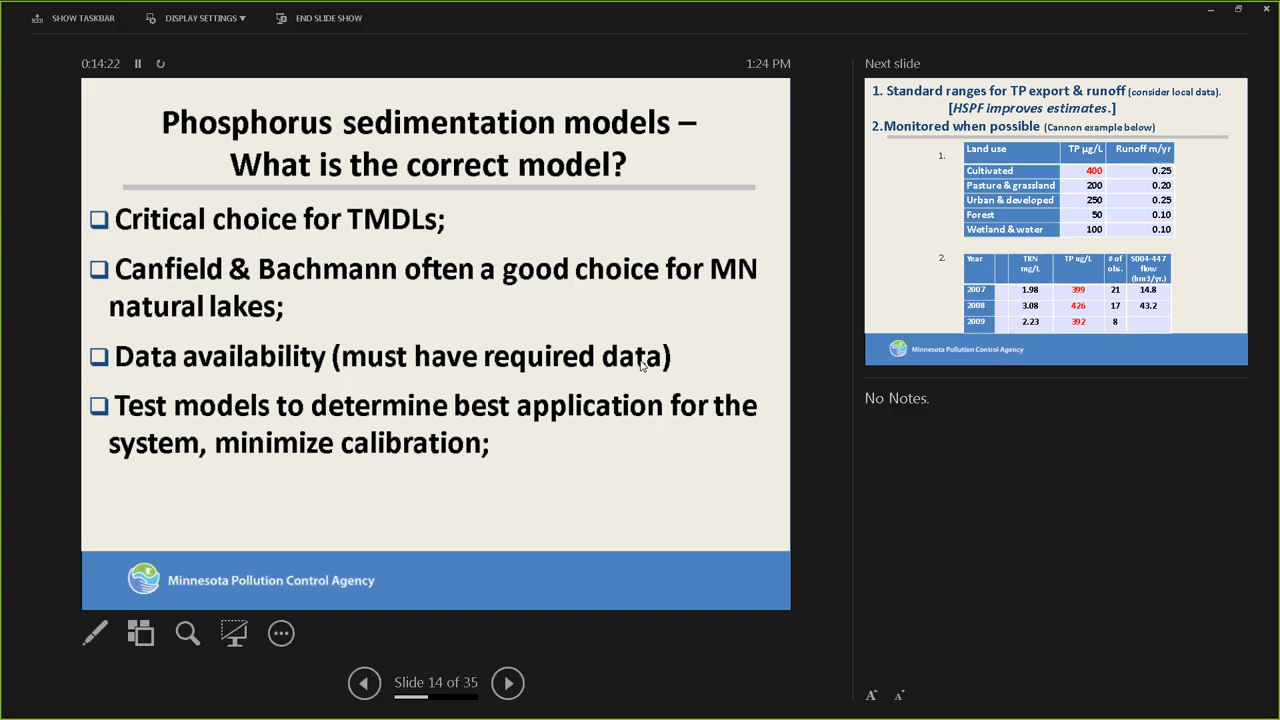 SHOW TASKBAR
DISPLAY SETTINGS
END SLIDE SHOW
0:14:22
1:24 PM
Phosphorus sedimentation models –
What is the correct model?
Critical choice for TMDLs;
Canfield & Bachmann often a good choice for MN
natural lakes;
Data availability (must have required data)
Test models to determine best application for the
system, minimize calibration;
Minnesota Pollution Control Agency
Slide 14 of 35
Next slide
1. Standard ranges for TP export & runoff (consider local data).
[HSPF improves estimates.]
2.Monitored when possible (Cannon example below)
1.
Land use TP µg/L Runoff m/yr
Cultivated 400 0.25
Pasture & grassland 200 0.20
Urban & developed 250 0.25
Forest 50 0.10
Wetland & water 100 0.10
2.
Year TKN mg/L TP ug/L # of obs. S004-447 flow (hm3/yr.)
2007 1.98 399 21 14.8
2008 3.08 426 17 43.2
2009 2.23 392 8
Minnesota Pollution Control Agency
No Notes.
A A